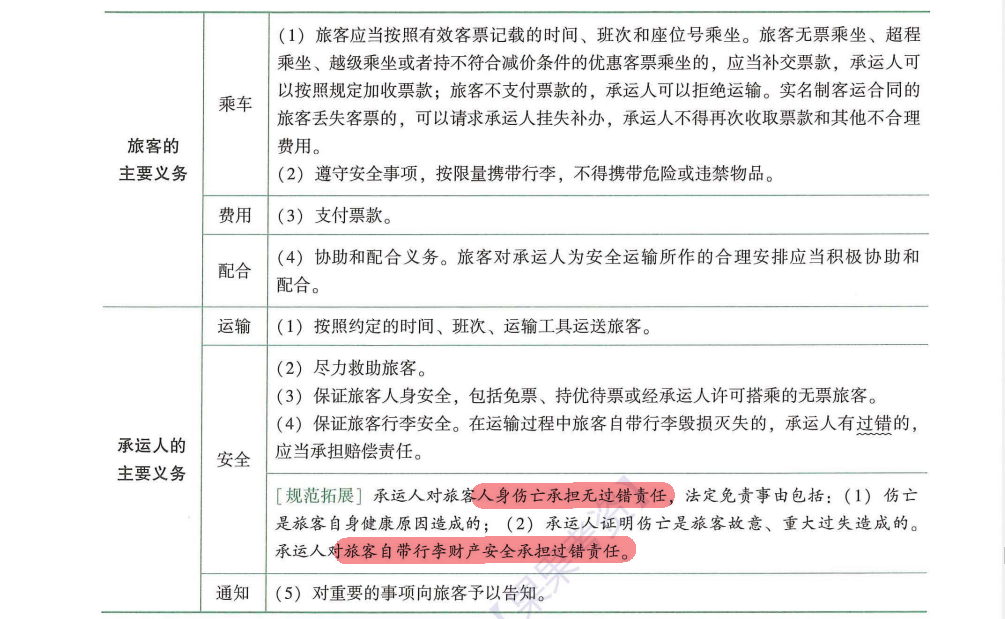 (1) 旅客应当按照有效客票记载的时间、班次和座位号乘坐。旅客无票乘坐、超程
乘坐、越级乘坐或者持不符合减价条件的优惠客票乘坐的，应当补交票款，承运人可
以按照规定加收票款；旅客不支付票款的，承运人可以拒绝运输。实名制客运合同的
旅客丢失客票的，可以请求承运人挂失补办，承运人不得再次收取票款和其他不合理
费用。
(2) 遵守安全事项，按限量携带行李，不得携带危险或违禁物品。
乘车
旅客的
主要义务
费用
(3) 支付票款。
配合
(4) 协助和配合义务。旅客对承运人为安全运输所作的合理安排应当积极协助和
配合。
运输
(1) 按照约定的时间、班次、运输工具运送旅客。
承运人的
主要义务
安全
(2) 尽力救助旅客。
(3) 保证旅客人身安全，包括免票、持优待票或经承运人许可搭乘的无票旅客。
(4) 保证旅客行李安全。在运输过程中旅客自带行李毁损灭失的，承运人有过错的，
应当承担赔偿责任。
[规范拓展] 承运人对旅客人身伤亡承担无过错责任，法定免责事由包括：(1) 伤亡
是旅客自身健康原因造成的；(2) 承运人证明伤亡是旅客故意、重大过失造成的。
承运人对旅客自带行李财产安全承担过错责任。
通知
(5) 对重要的事项向旅客予以告知。